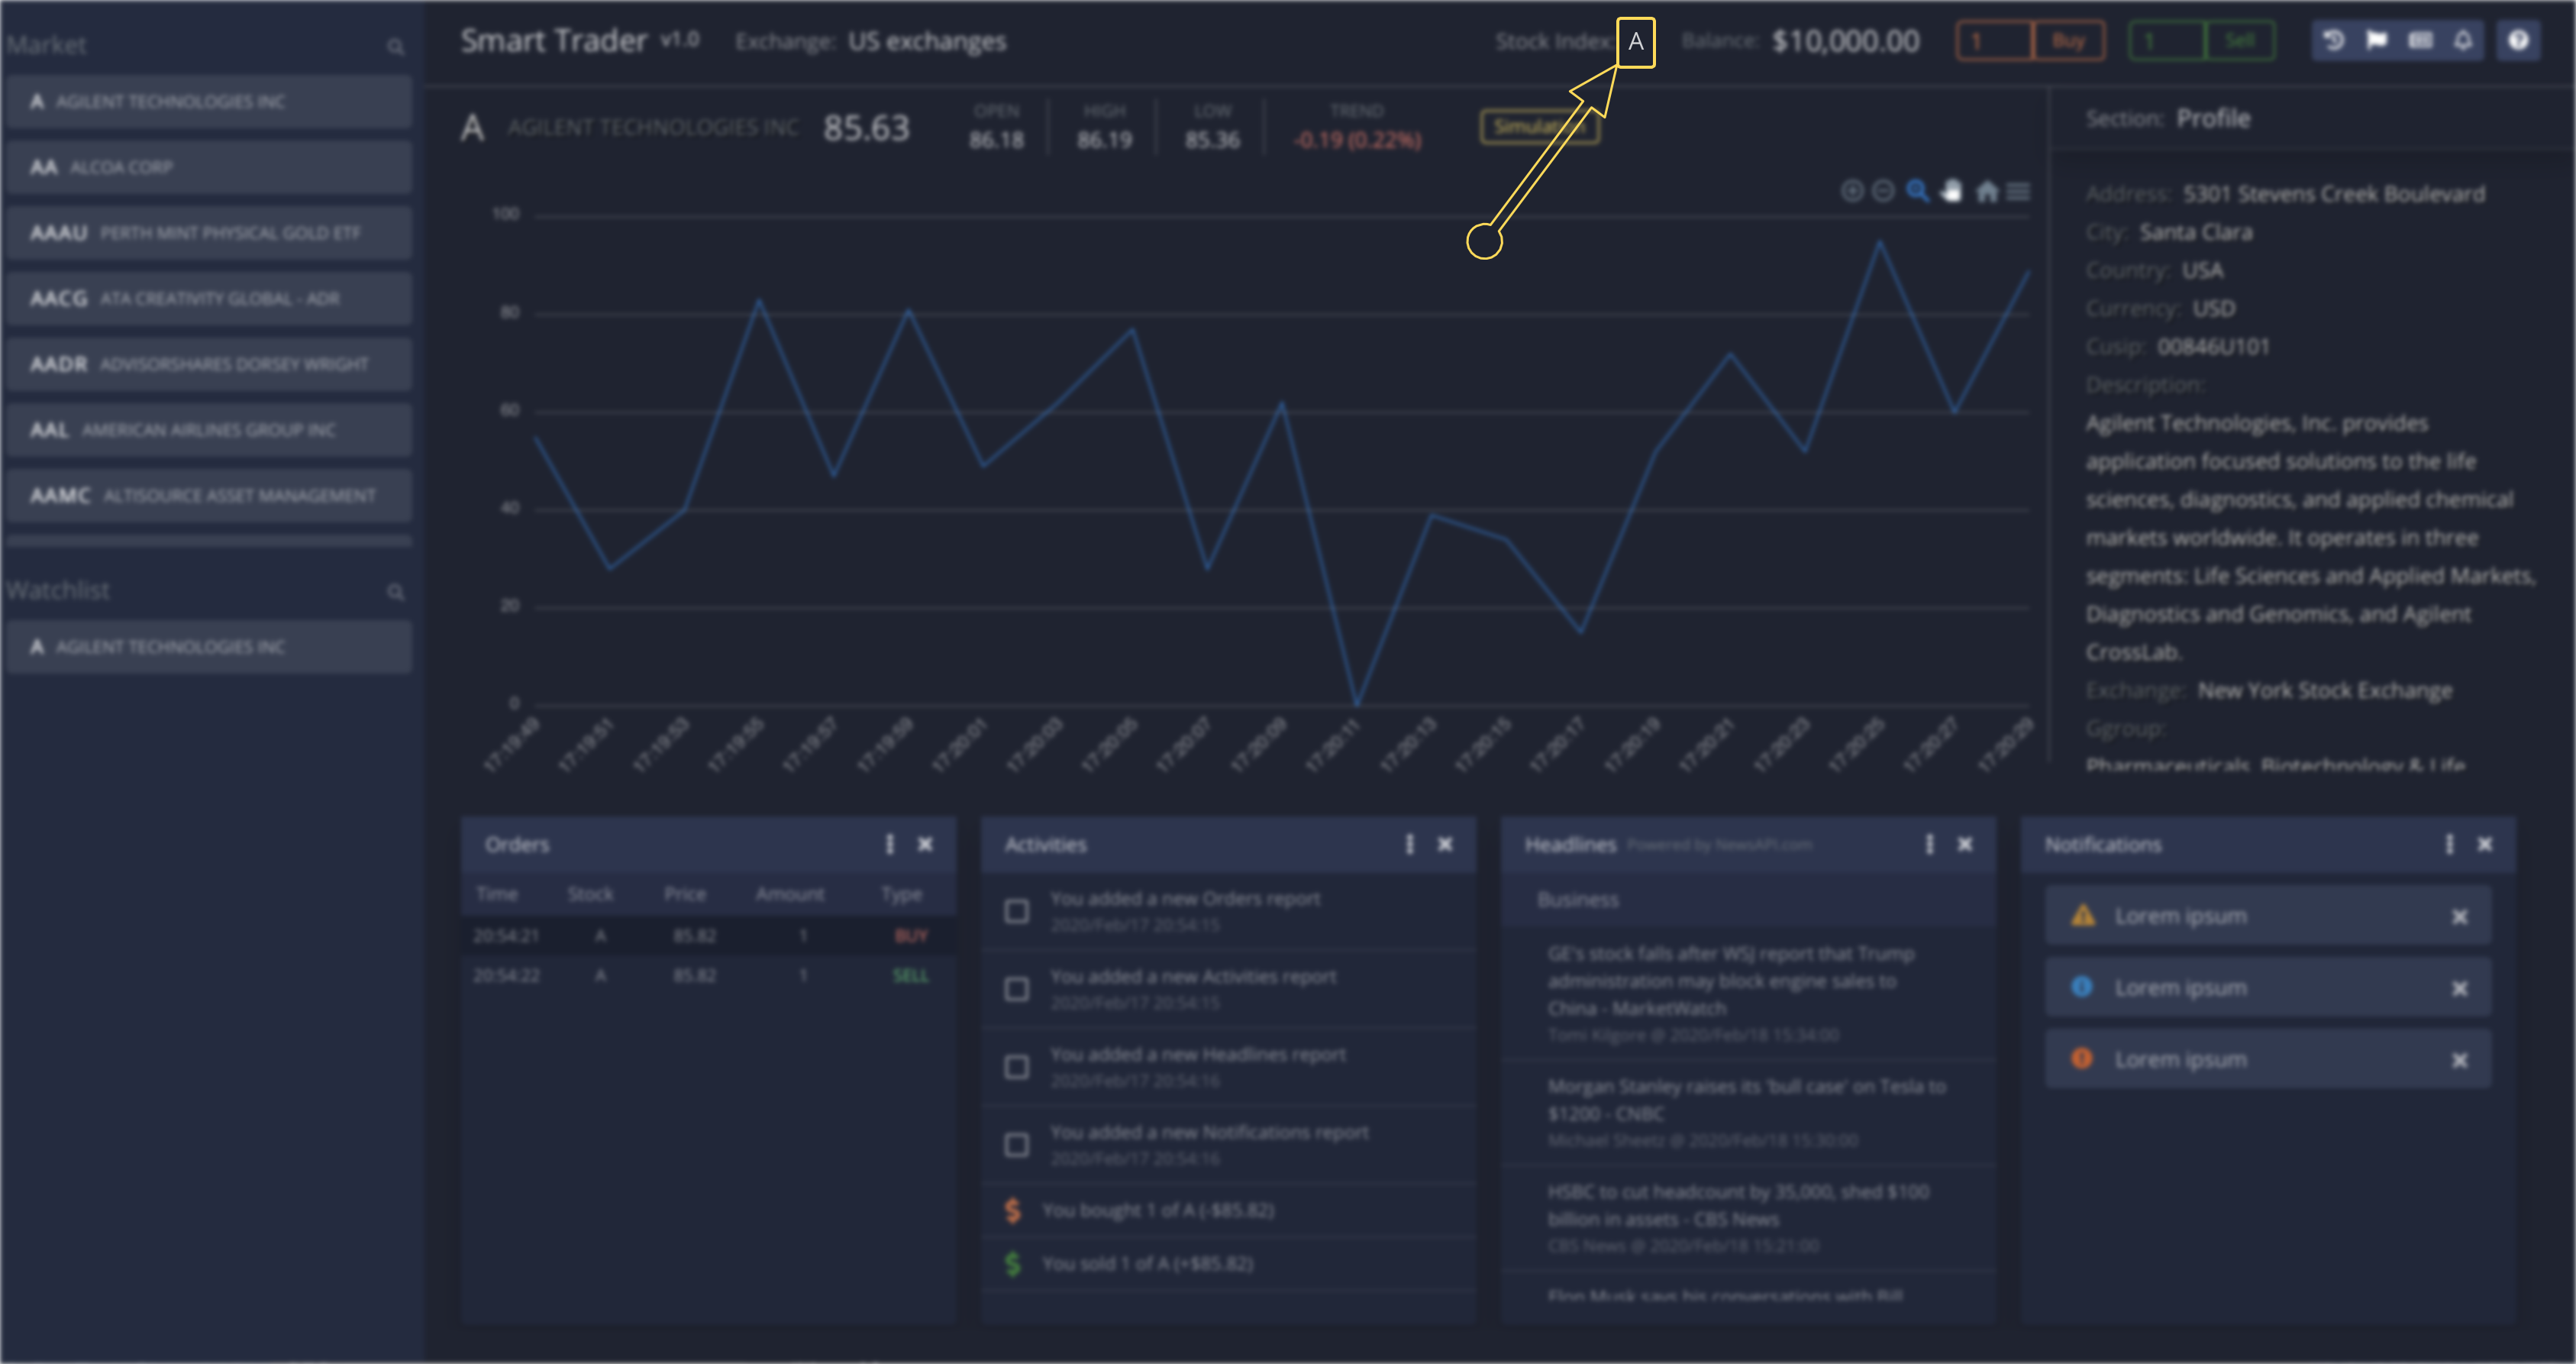 Market
A AGILENT TECHNOLOGIES INC
AA ALCOA CORP
AAAU PERTH MINT PHYSICAL GOLD ETF
AACG ATA CREATIVITY GLOBAL - ADR
AADR ADVISORSHARES DORSEY WRIGHT
AAL AMERICAN AIRLINES GROUP INC
AAMC ALTISOURCE ASSET MANAGEMENT
Watchlist
A AGILENT TECHNOLOGIES INC
Smart Trader v1.0 Exchange: US exchanges
Stock Index: A Balance: $10,000.00 1 Buy 1 Sell
A AGILENT TECHNOLOGIES INC 85.63
OPEN HIGH LOW TREND
86.18 86.19 85.36 -0.19 (0.22%)
100
80
60
40
20
0
17:19:49 17:19:51 17:19:53 17:19:55 17:19:57 17:19:59 17:20:01 17:20:03 17:20:05 17:20:07 17:20:09 17:20:11 17:20:13 17:20:15 17:20:17 17:20:19 17:20:21 17:20:23 17:20:25 17:20:27 17:20:29
Section: Profile
Address: 5301 Stevens Creek Boulevard
City: Santa Clara
Country: USA
Currency: USD
Cusip: 00846U101
Description:
Agilent Technologies, Inc. provides
application focused solutions to the life
sciences, diagnostics, and applied chemical
markets worldwide. It operates in three
segments: Life Sciences and Applied Markets,
Diagnostics and Genomics, and Agilent
CrossLab.
Exchange: New York Stock Exchange
Ggroup:
Pharmaceuticals, Biotechnology & Life
Orders
Time Stock Price Amount Type
20:54:21 A 85.82 1 BUY
20:54:22 A 85.82 1 SELL
Activities
You added a new Orders report
2020/Feb/17 20:54:15
You added a new Activities report
2020/Feb/17 20:54:15
You added a new Headlines report
2020/Feb/17 20:54:16
You added a new Notifications report
2020/Feb/17 20:54:16
You bought 1 of A (-$85.82)
You sold 1 of A (+$85.82)
Headlines Powered by NewsAPI.com
Business
GE's stock falls after WSJ report that Trump
administration may block engine sales to
China - MarketWatch
Tomi Kilgore @ 2020/Feb/18 15:34:00
Morgan Stanley raises its 'bull case' on Tesla to
$1200 - CNBC
Michael Sheetz @ 2020/Feb/18 15:30:00
HSBC to cut headcount by 35,000, shed $100
billion in assets - CBS News
CBS News @ 2020/Feb/18 15:21:00
Elon Musk says his conversations with Bill
Notifications
Lorem ipsum
Lorem ipsum
Lorem ipsum